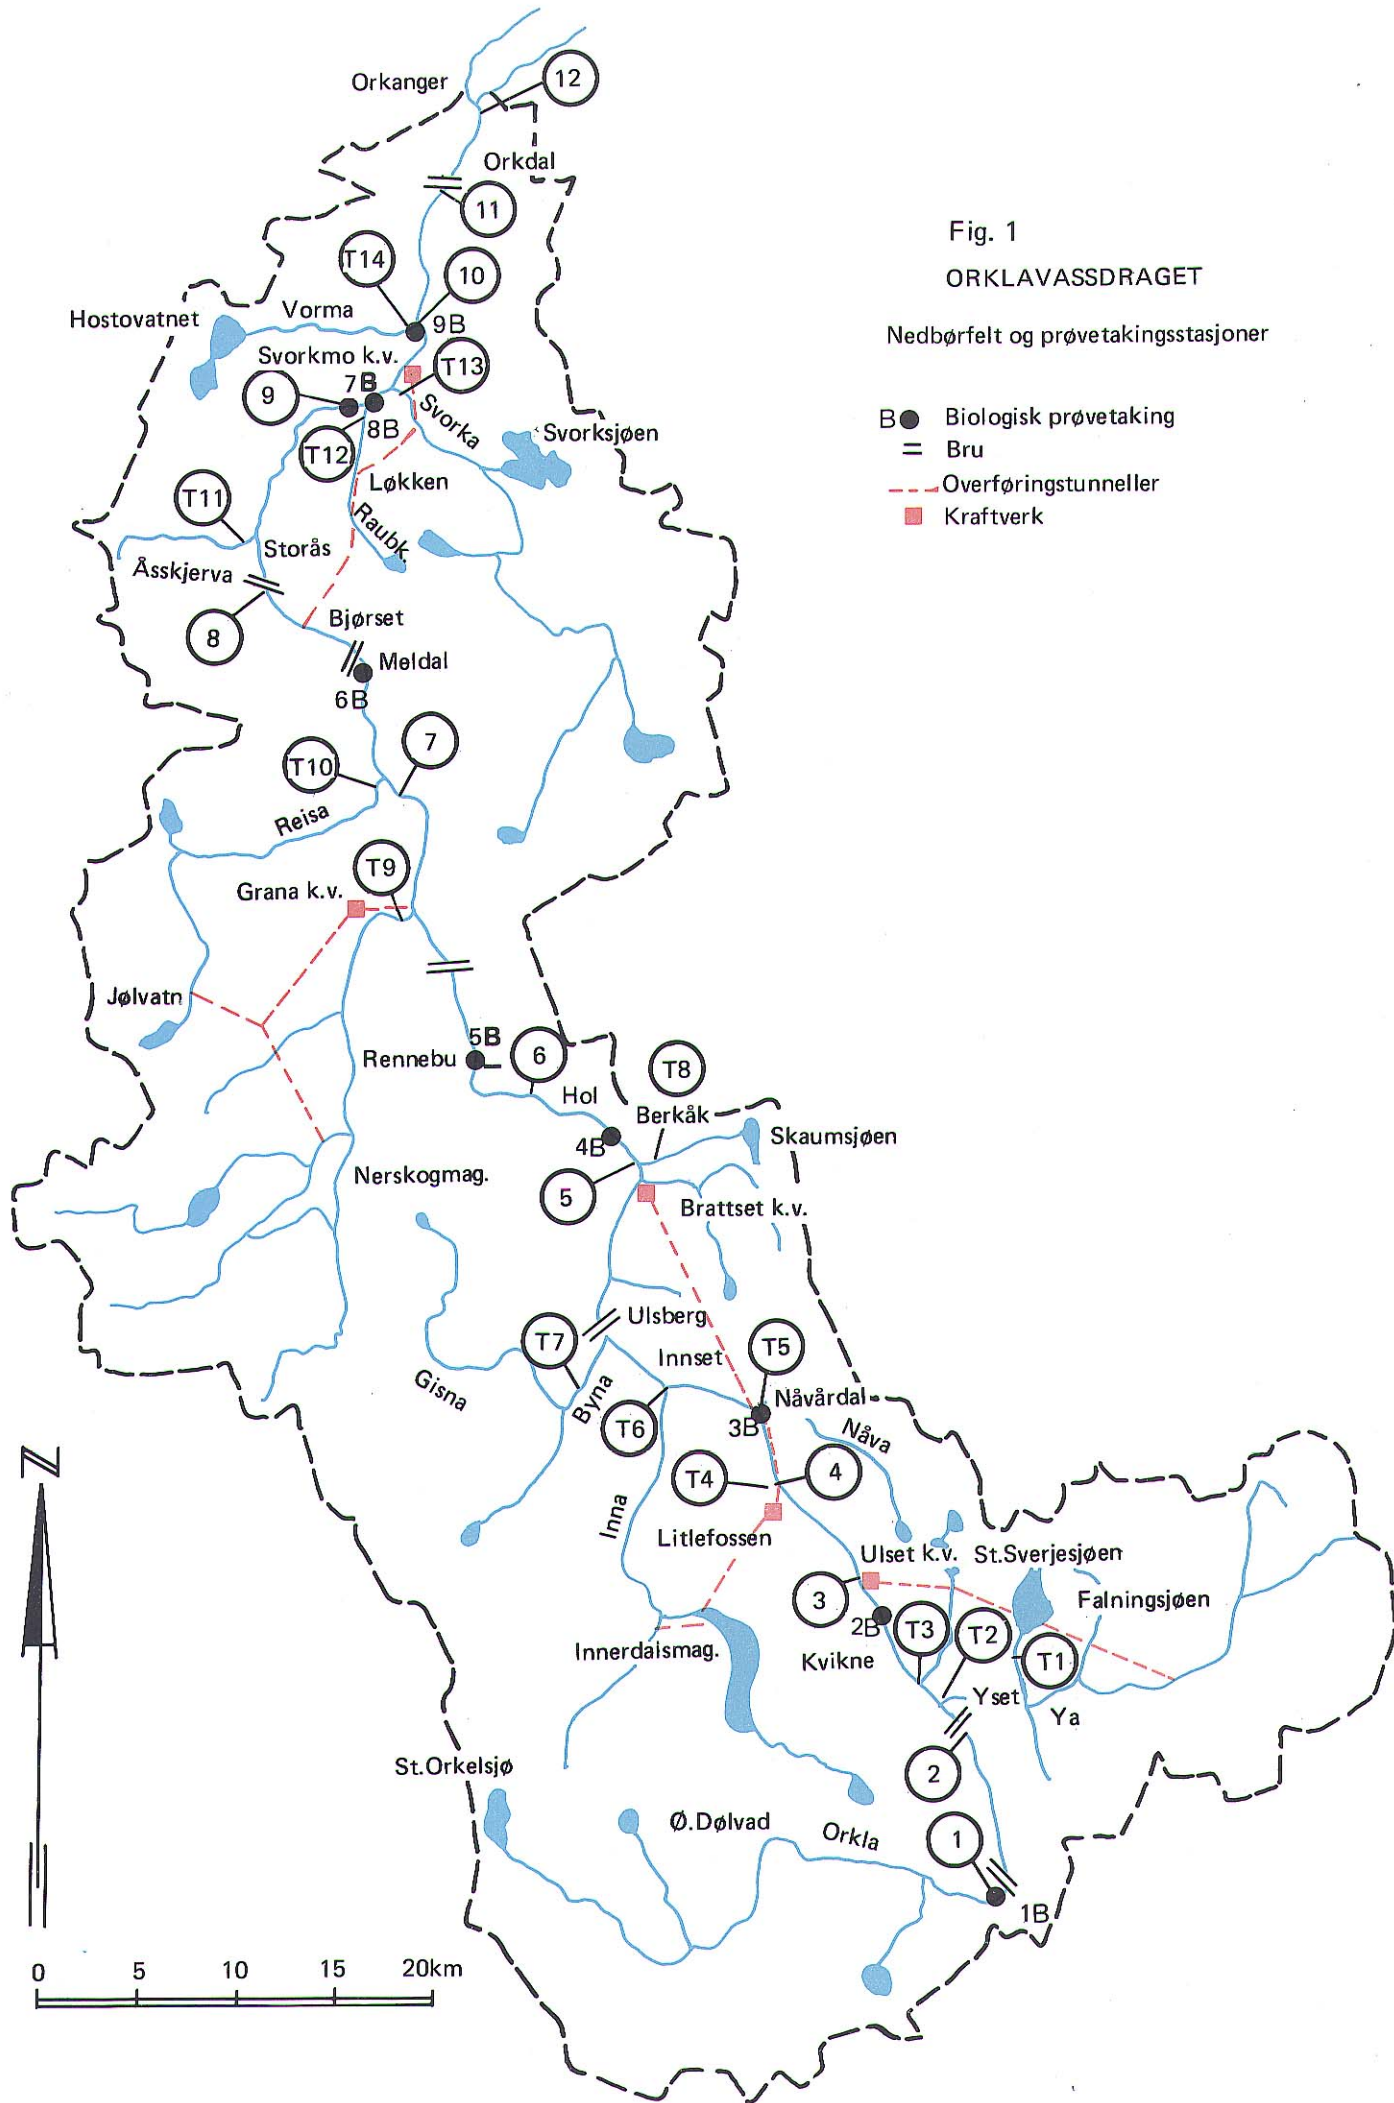 Orkanger
12
Orkdal
11
Fig. 1
ORKLAVASSDRAGET
Nedbørfelt og prøvetakingsstasjoner
B Biologisk prøvetaking
Bru
Overføringstunneller
Kraftverk
T14
10
Hostovatnet
Vorma
9B
Svorkmo k.v.
T13
7B
9
8B
Svorka
Svorksjøen
T12
Løkken
T11
Raubk.
Storås
Åsskjerva
8
Bjørset
Meldal
6B
7
T10
Reisa
T9
Grana k.v.
Jølvatn
5B
6
Rennebu
T8
Hol
Berkåk
4B
Skaumsjøen
Nerskogmag.
5
Brattset k.v.
Ulsberg
T7
T5
Innset
Gisna
Byna
Nåvårdal
T6
3B
Nåva
T4
4
N
Inna
Litlefossen
Ulset k.v.
St.Sverjesjøen
3
Falningsjøen
2B
T3
T2
T1
Innerdalsmag.
Kvikne
Yset
Ya
2
St.Orkelsjø
Ø.Dølvad
Orkla
1
1B
0 5 10 15 20km